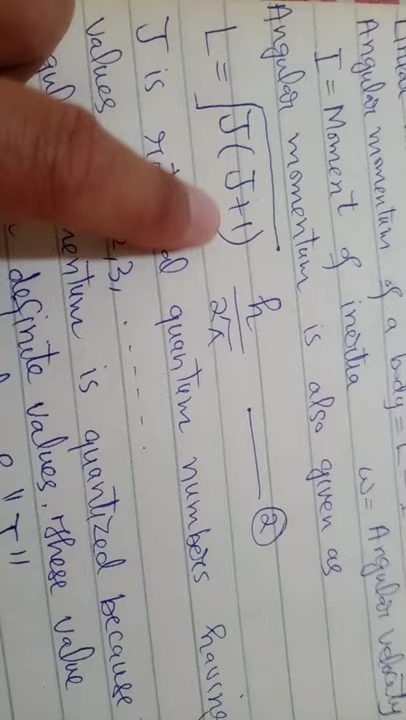 Angular momentum of a body = L =
I = Moment of inertia ω = Angular velocity
Angular momentum is also given as
L = √J(J+1) h/2π —— ②
J is quantum numbers having
values 2,3, . . . . . .
is quantized because
definite values. These value
"J"